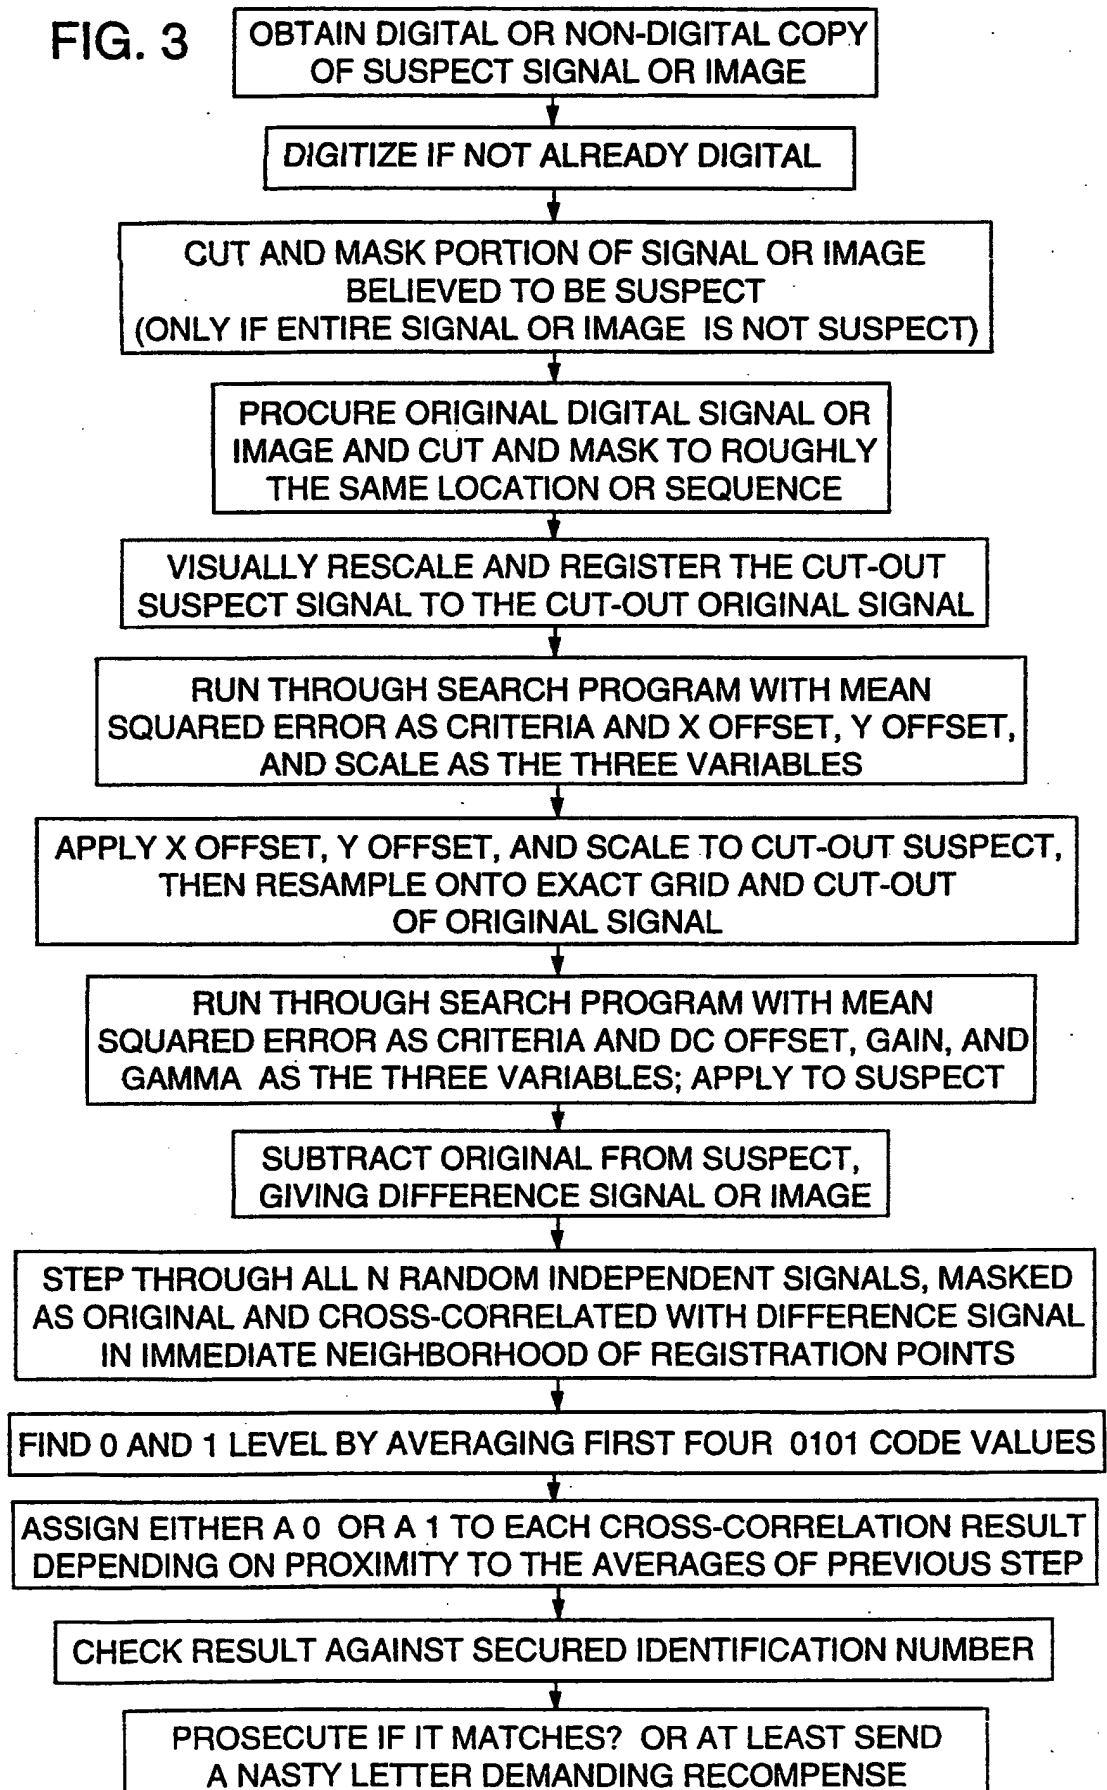 FIG. 3
OBTAIN DIGITAL OR NON-DIGITAL COPY
OF SUSPECT SIGNAL OR IMAGE
DIGITIZE IF NOT ALREADY DIGITAL
CUT AND MASK PORTION OF SIGNAL OR IMAGE
BELIEVED TO BE SUSPECT
(ONLY IF ENTIRE SIGNAL OR IMAGE IS NOT SUSPECT)
PROCURE ORIGINAL DIGITAL SIGNAL OR
IMAGE AND CUT AND MASK TO ROUGHLY
THE SAME LOCATION OR SEQUENCE
VISUALLY RESCALE AND REGISTER THE CUT-OUT
SUSPECT SIGNAL TO THE CUT-OUT ORIGINAL SIGNAL
RUN THROUGH SEARCH PROGRAM WITH MEAN
SQUARED ERROR AS CRITERIA AND X OFFSET, Y OFFSET,
AND SCALE AS THE THREE VARIABLES
APPLY X OFFSET, Y OFFSET, AND SCALE TO CUT-OUT SUSPECT,
THEN RESAMPLE ONTO EXACT GRID AND CUT-OUT
OF ORIGINAL SIGNAL
RUN THROUGH SEARCH PROGRAM WITH MEAN
SQUARED ERROR AS CRITERIA AND DC OFFSET, GAIN, AND
GAMMA AS THE THREE VARIABLES; APPLY TO SUSPECT
SUBTRACT ORIGINAL FROM SUSPECT,
GIVING DIFFERENCE SIGNAL OR IMAGE
STEP THROUGH ALL N RANDOM INDEPENDENT SIGNALS, MASKED
AS ORIGINAL AND CROSS-CORRELATED WITH DIFFERENCE SIGNAL
IN IMMEDIATE NEIGHBORHOOD OF REGISTRATION POINTS
FIND 0 AND 1 LEVEL BY AVERAGING FIRST FOUR 0101 CODE VALUES
ASSIGN EITHER A 0 OR A 1 TO EACH CROSS-CORRELATION RESULT
DEPENDING ON PROXIMITY TO THE AVERAGES OF PREVIOUS STEP
CHECK RESULT AGAINST SECURED IDENTIFICATION NUMBER
PROSECUTE IF IT MATCHES? OR AT LEAST SEND
A NASTY LETTER DEMANDING RECOMPENSE